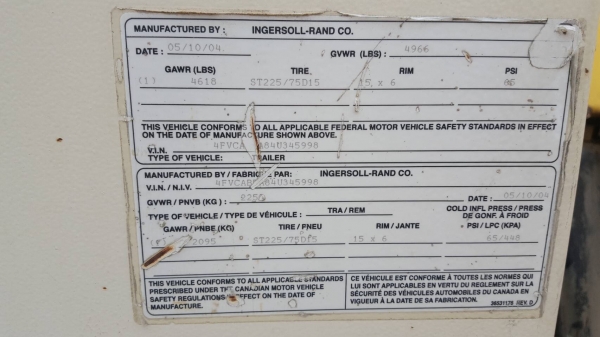 MANUFACTURED BY : INGERSOLL-RAND CO.
DATE : 05/10/04 GVWR (LBS) : 4966
GAWR (LBS) TIRE RIM PSI
(1) 4618 ST225/75D15 15 x 6
THIS VEHICLE CONFORMS TO ALL APPLICABLE FEDERAL MOTOR VEHICLE SAFETY STANDARDS IN EFFECT
ON THE DATE OF MANUFACTURE SHOWN ABOVE.
V.I.N.
TYPE OF VEHICLE: TRAILER
MANUFACTURED BY / FABRIQUE PAR: INGERSOLL-RAND CO.
V.I.N. / N.I.V.
GVWR / PNVB (KG) : DATE : 05/10/04
TYPE OF VEHICLE / TYPE DE VÉHICULE : TRA / REM COLD INFL PRESS / PRESS
DE GONF. À FROID
GAWR / PNBE (KG) TIRE / PNEU RIM / JANTE PSI / LPC (KPA)
2095 ST225/75D15 15 x 6 65/448
THIS VEHICLE CONFORMS TO ALL APPLICABLE STANDARDS
PRESCRIBED UNDER THE CANADIAN MOTOR VEHICLE
SAFETY REGULATIONS EFFECT ON THE DATE OF
MANUFACTURE.
CE VÉHICULE EST CONFORME À TOUTES LES NORMES QUI
LUI SONT APPLICABLES EN VERTU DU REGLEMENT SUR LA
SÉCURITÉ DES VÉHICULES AUTOMOBILES DU CANADA EN
VIGUEUR À LA DATE DE SA FABRICATION.
REV. D